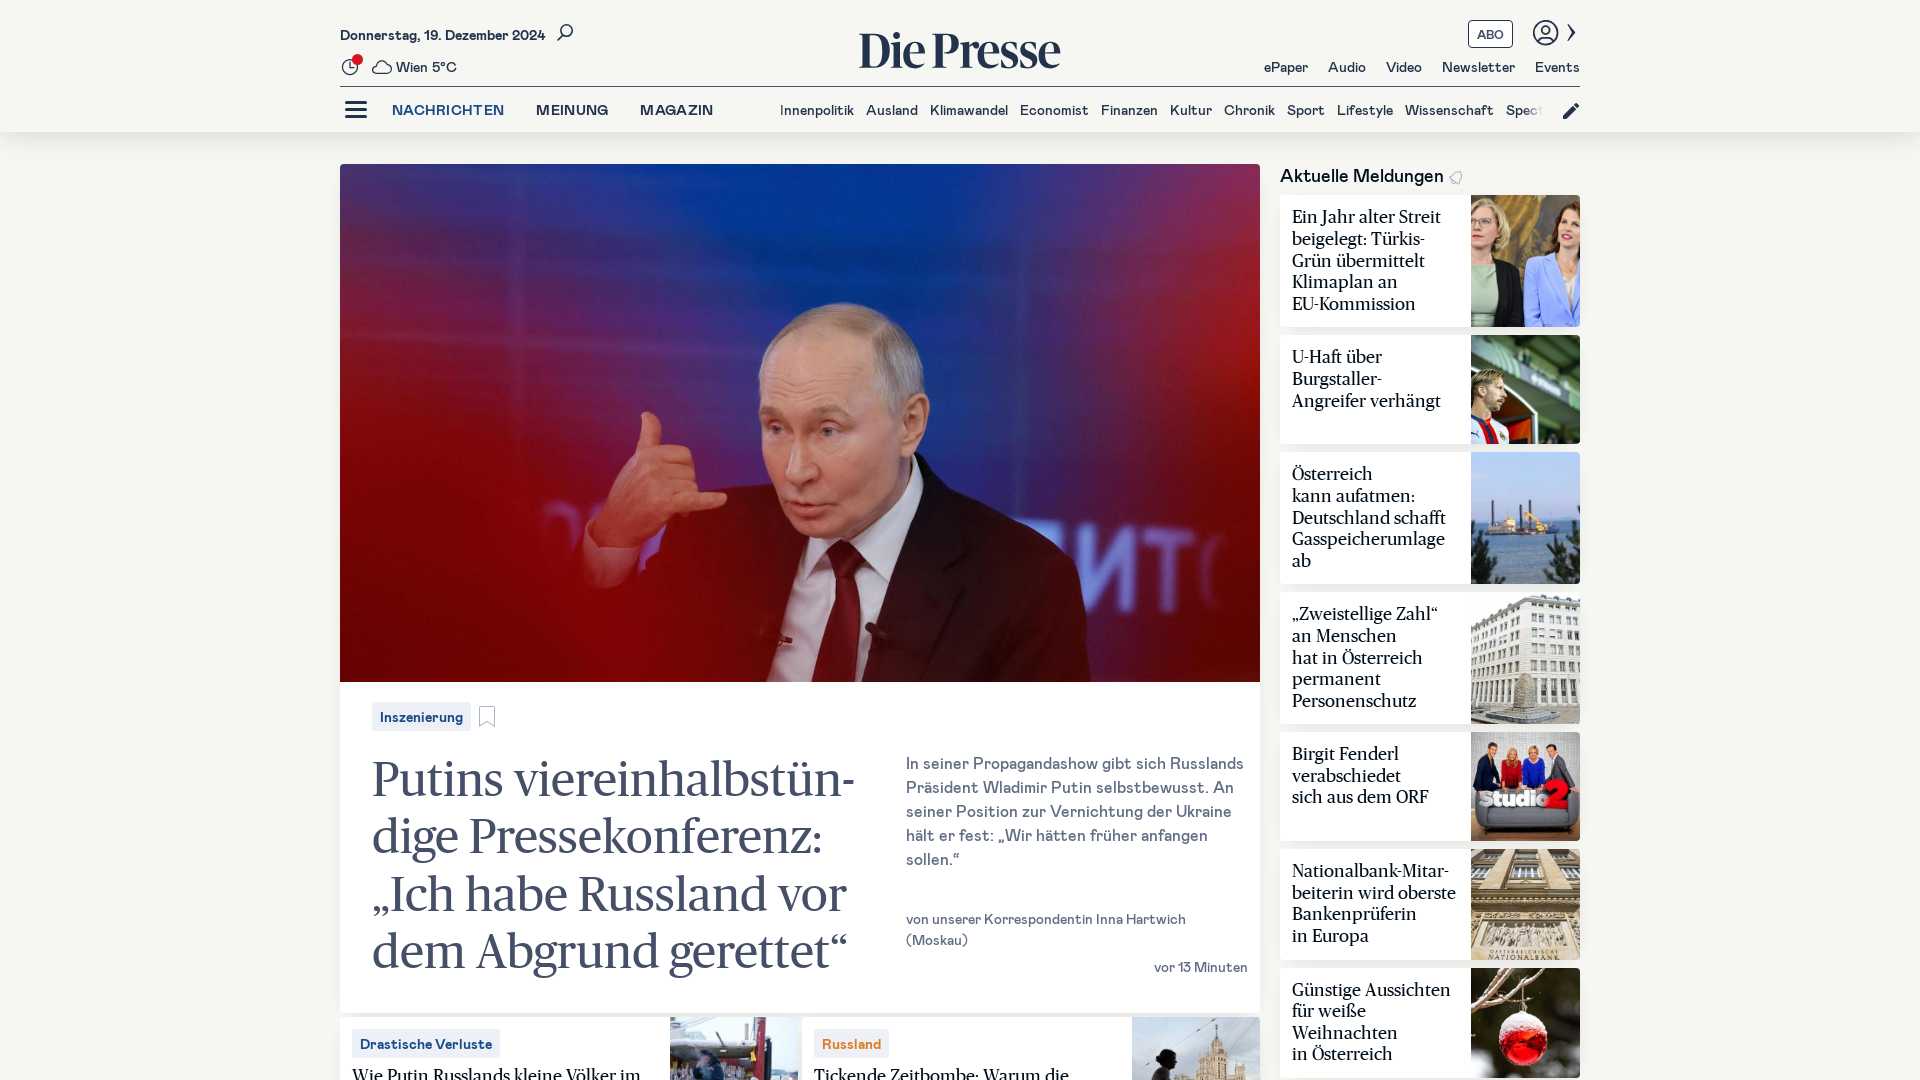 Donnerstag, 19. Dezember 2024
Die Presse
ABO
Wien 5°C
ePaper Audio Video Newsletter Events
NACHRICHTEN MEINUNG MAGAZIN
Innenpolitik Ausland Klimawandel Economist Finanzen Kultur Chronik Sport Lifestyle Wissenschaft
Inszenierung
Putins viereinhalbstün-
dige Pressekonferenz:
„Ich habe Russland vor
dem Abgrund gerettet“
In seiner Propagandashow gibt sich Russlands
Präsident Wladimir Putin selbstbewusst. An
seiner Position zur Vernichtung der Ukraine
hält er fest: „Wir hätten früher anfangen
sollen.“
von unserer Korrespondentin Inna Hartwich
(Moskau)
vor 13 Minuten
Drastische Verluste
Wie Putin Russlands kleine Völker im
Russland
Tickende Zeitbombe: Warum die
Aktuelle Meldungen
Ein Jahr alter Streit
beigelegt: Türkis-
Grün übermittelt
Klimaplan an
EU-Kommission
U-Haft über
Burgstaller-
Angreifer verhängt
Österreich
kann aufatmen:
Deutschland schafft
Gasspeicherumlage
ab
„Zweistellige Zahl“
an Menschen
hat in Österreich
permanent
Personenschutz
Birgit Fenderl
verabschiedet
sich aus dem ORF
Studio 2
Nationalbank-Mitar-
beiterin wird oberste
Bankenprüferin
in Europa
NATIONALBANK
Günstige Aussichten
für weiße
Weihnachten
in Österreich